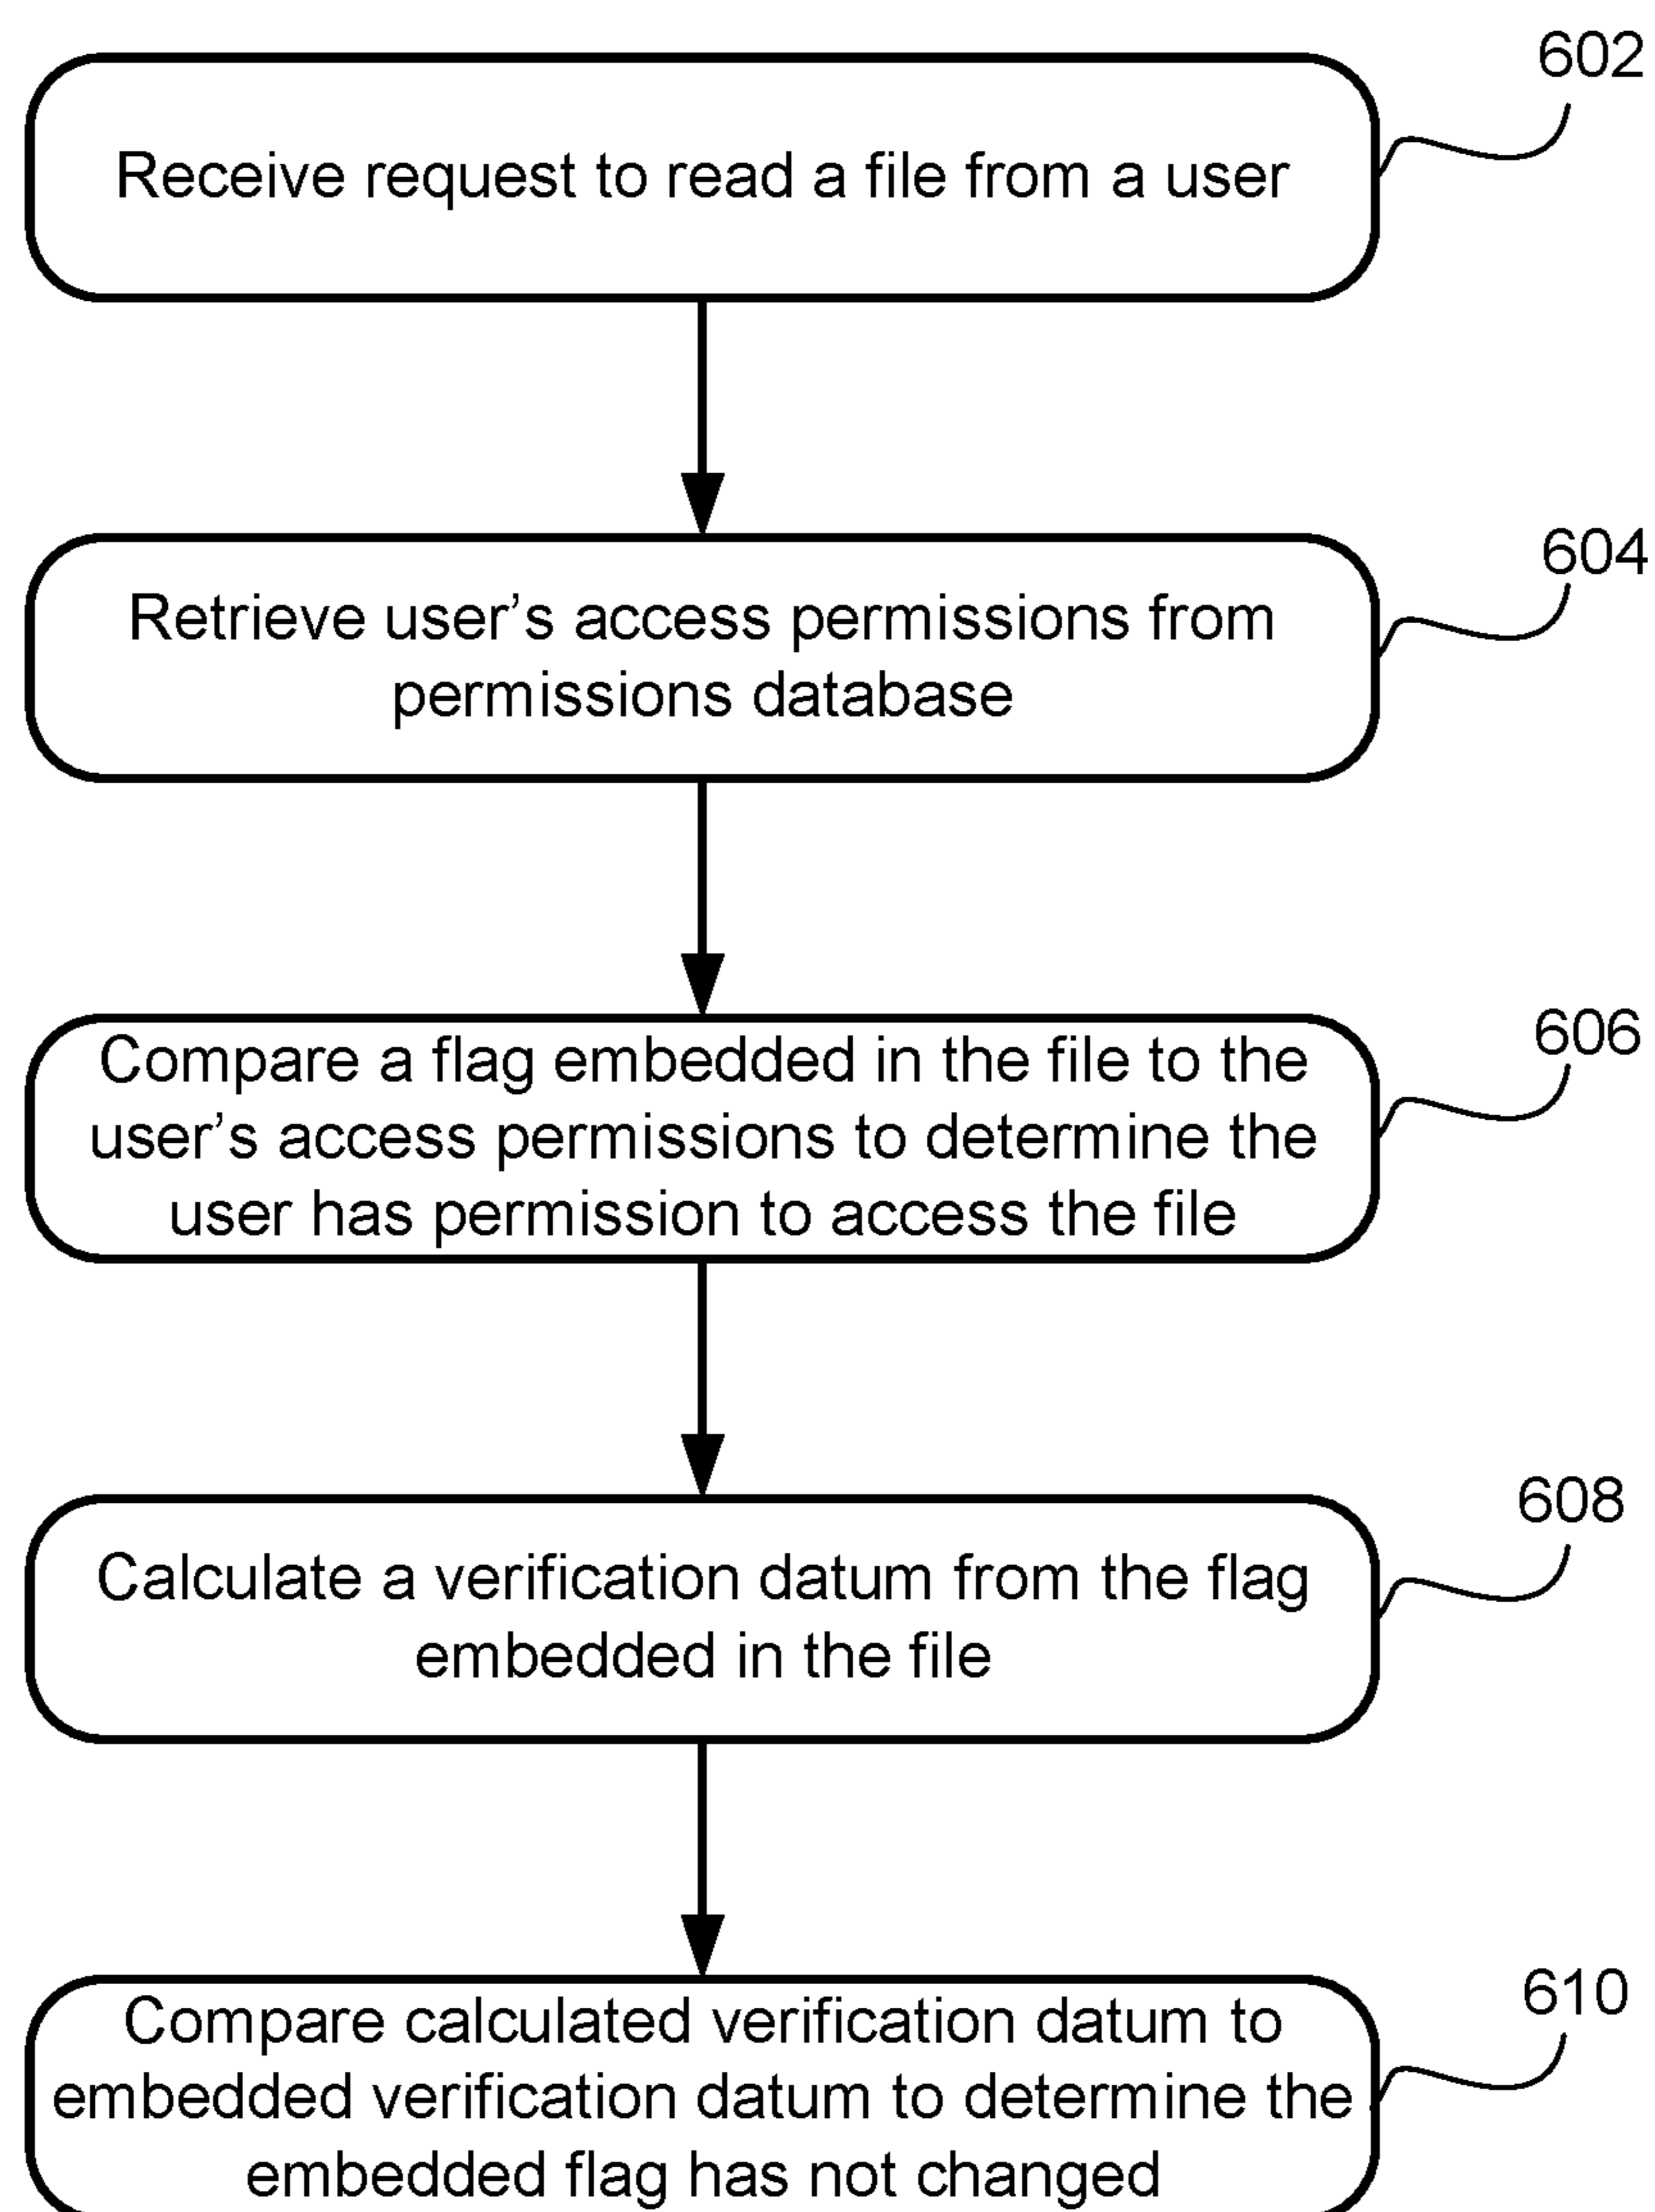 602
Receive request to read a file from a user
604
Retrieve user’s access permissions from
permissions database
606
Compare a flag embedded in the file to the
user’s access permissions to determine the
user has permission to access the file
608
Calculate a verification datum from the flag
embedded in the file
610
Compare calculated verification datum to
embedded verification datum to determine the
embedded flag has not changed